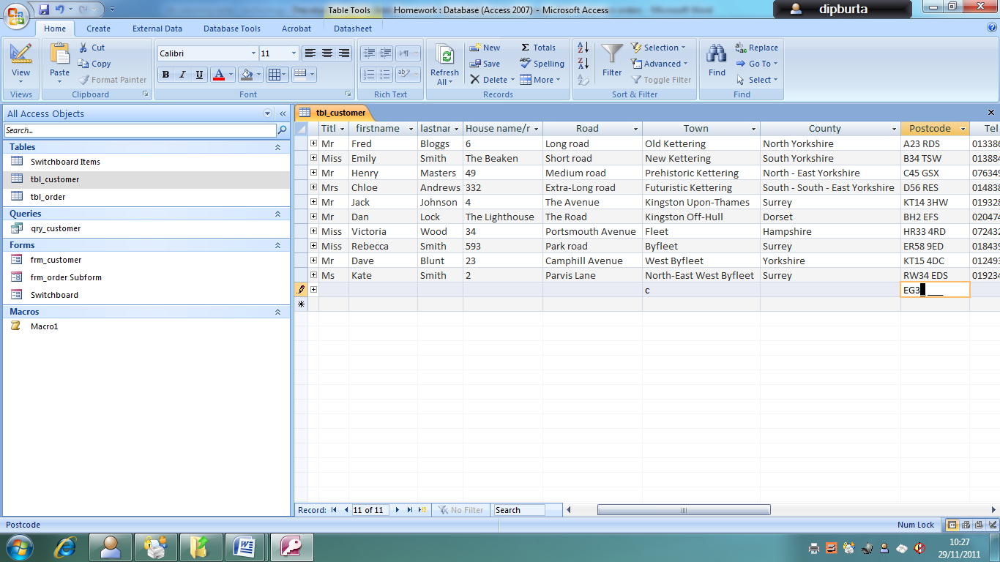 Table Tools Homework : Database (Access 2007) - Microsoft Access dipburta
Home Create External Data Database Tools Acrobat Datasheet
View
Views
Paste
Cut
Copy
Format Painter
Clipboard
Calibri 11
B I U A
Font
ab
Rich Text
Refresh All
New Totals
Save Spelling
Delete More
Records
Filter
Selection
Advanced
Toggle Filter
Sort & Filter
Find
Replace
Go To
Select
Find
All Access Objects
Search...
Tables
Switchboard Items
tbl_customer
tbl_order
Queries
qry_customer
Forms
frm_customer
frm_order Subform
Switchboard
Macros
Macro1
tbl_customer
Titl firstname lastnar House name/r Road Town County Postcode Tel
Mr Fred Bloggs 6 Long road Old Kettering North Yorkshire A23 RDS 013386
Miss Emily Smith The Beaken Short road New Kettering South Yorkshire B34 TSW 013884
Mr Henry Masters 49 Medium road Prehistoric Kettering North - East Yorkshire C45 GSX 076349
Mrs Chloe Andrews 332 Extra-Long road Futuristic Kettering South - South - East Yorkshire D56 RES 014838
Mr Jack Johnson 4 The Avenue Kingston Upon-Thames Surrey KT14 3HW 019328
Mr Dan Lock The Lighthouse The Road Kingston Off-Hull Dorset BH2 EFS 020474
Miss Victoria Wood 34 Portsmouth Avenue Fleet Hampshire HR33 4RD 072432
Miss Rebecca Smith 593 Park road Byfleet Surrey ER58 9ED 018439
Mr Dave Blunt 23 Camphill Avenue West Byfleet Yorkshire KT15 4DC 012493
Ms Kate Smith 2 Parvis Lane North-East West Byfleet Surrey RW34 EDS 019234
c EG3_ ___
Record: 11 of 11 No Filter Search
Postcode Num Lock
10:27
29/11/2011